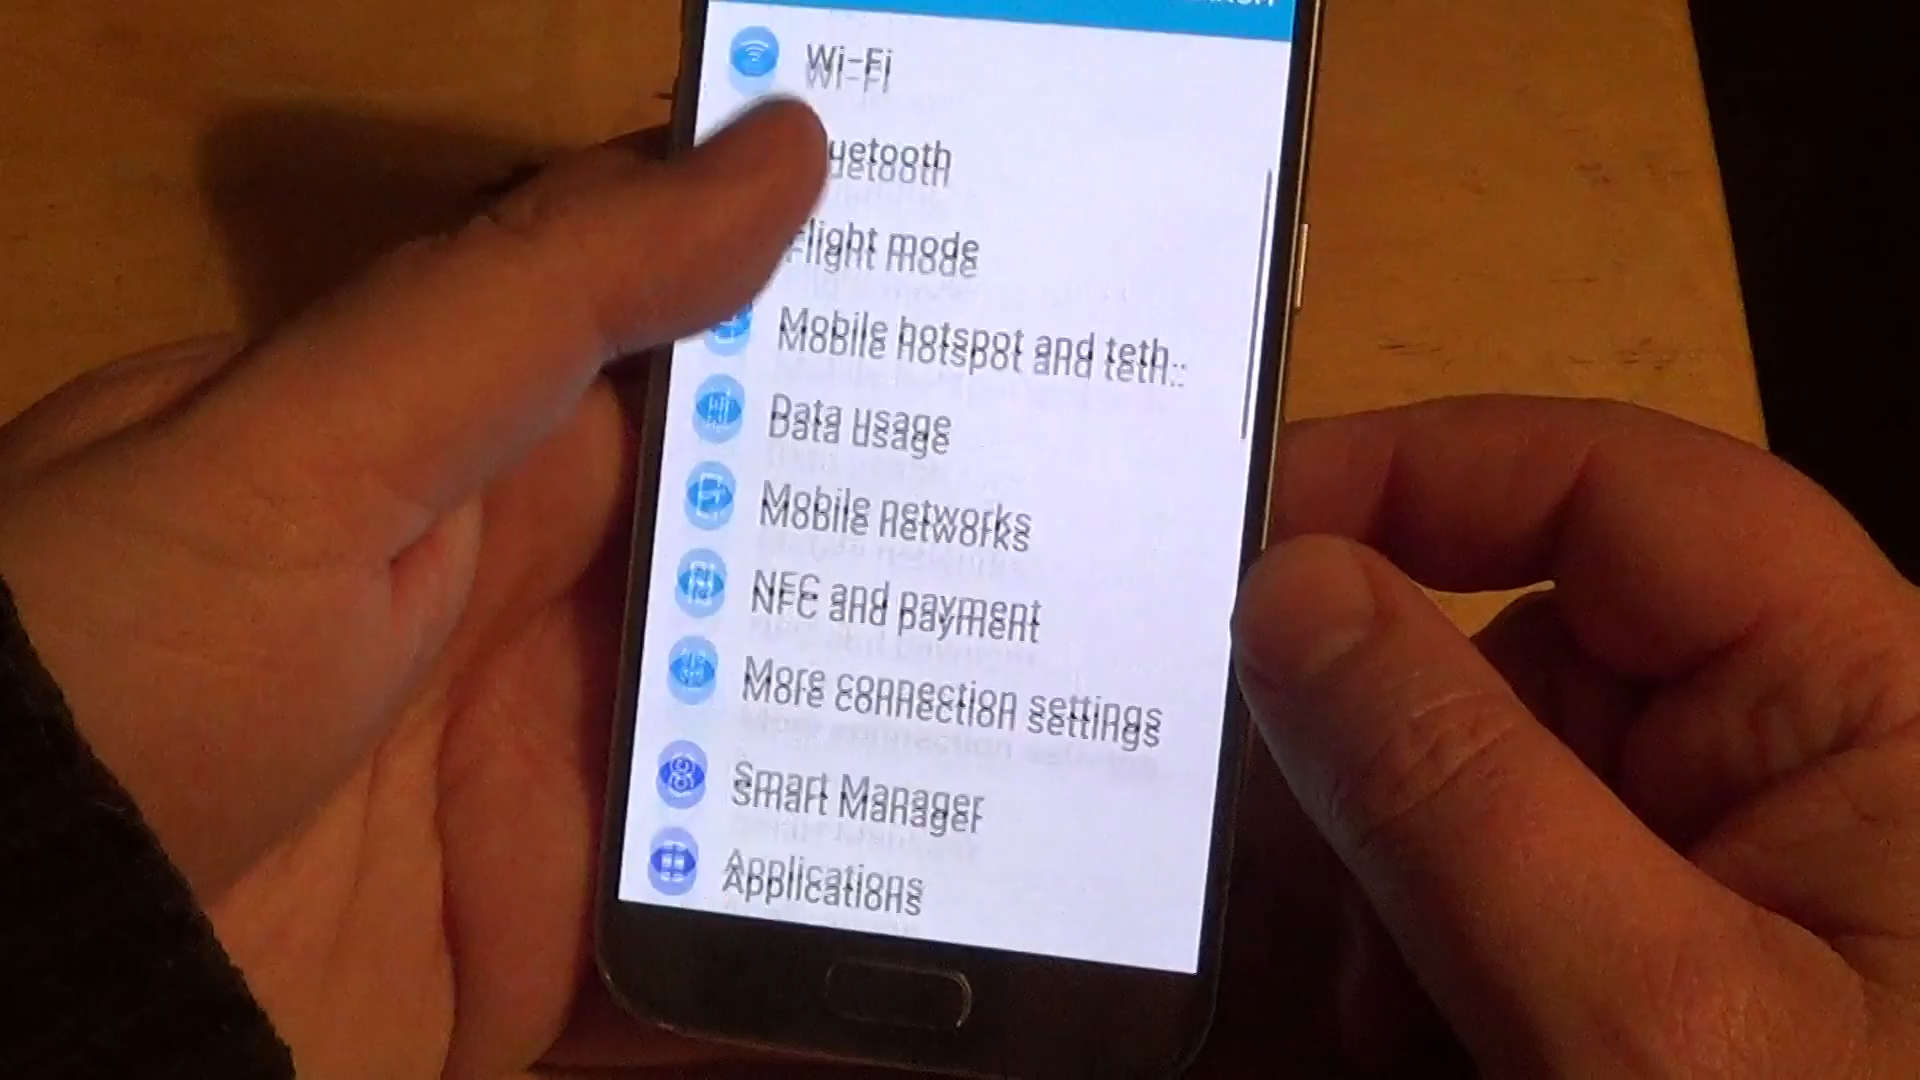 Wi-Fi
uetooth
Flight mode
Mobile hotspot and teth..
Data usage
Mobile networks
NFC and payment
More connection settings
Smart Manager
Applications